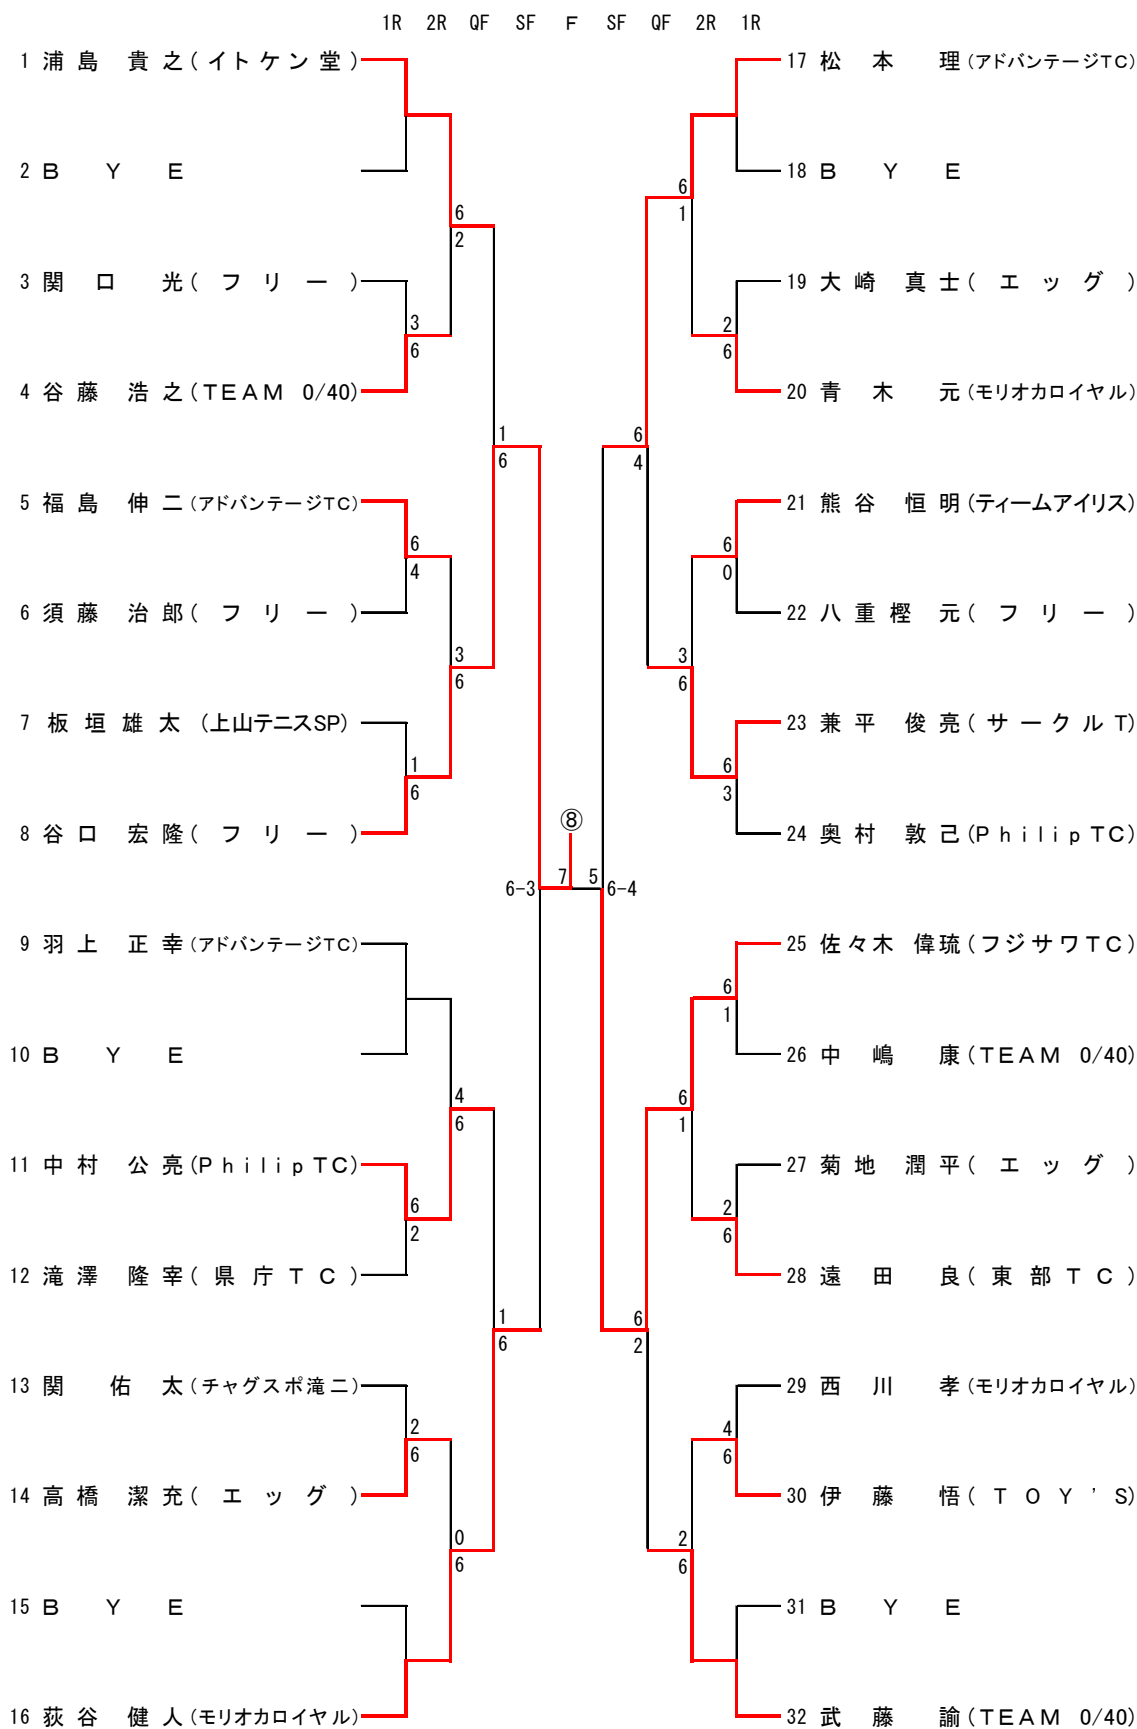 1R 2R QF SF F SF QF 2R 1R
1 浦島 貴之(イトケン堂)
17 松本 理(アドバンテージTC)
2 BYE
18 BYE
6
6
1
2
3 関口 光(フリー)
19 大崎 真士(エッグ)
3
2
6
6
4 谷藤 浩之(TEAM 0/40)
20 青木 元(モリオカロイヤル)
1
6
6
4
5 福島 伸二(アドバンテージTC)
21 熊谷 恒明(ティームアイリス)
6
6
4
0
6 須藤 治郎(フリー)
22 八重樫 元(フリー)
3
3
6
6
7 板垣雄太 (上山テニスSP)
23 兼平 俊亮(サークルT)
1
6
6
3
8 谷口 宏隆(フリー)
⑧
24 奥村 敦己(PhilipTC)
6-3 7 5 6-4
9 羽上 正幸(アドバンテージTC)
25 佐々木 偉琉(フジサワTC)
6
1
10 BYE
26 中嶋 康(TEAM 0/40)
4
6
6
1
11 中村 公亮(PhilipTC)
27 菊地 潤平(エッグ)
6
2
2
6
12 滝澤 隆宰(県庁TC)
28 遠田 良(東部TC)
1
6
6
2
13 関 佑太(チャグスポ滝二)
29 西川 孝(モリオカロイヤル)
2
4
6
6
14 高橋 潔充(エッグ)
30 伊藤 悟(TOY'S)
0
2
6
6
15 BYE
31 BYE
16 荻谷 健人(モリオカロイヤル)
32 武藤 諭(TEAM 0/40)